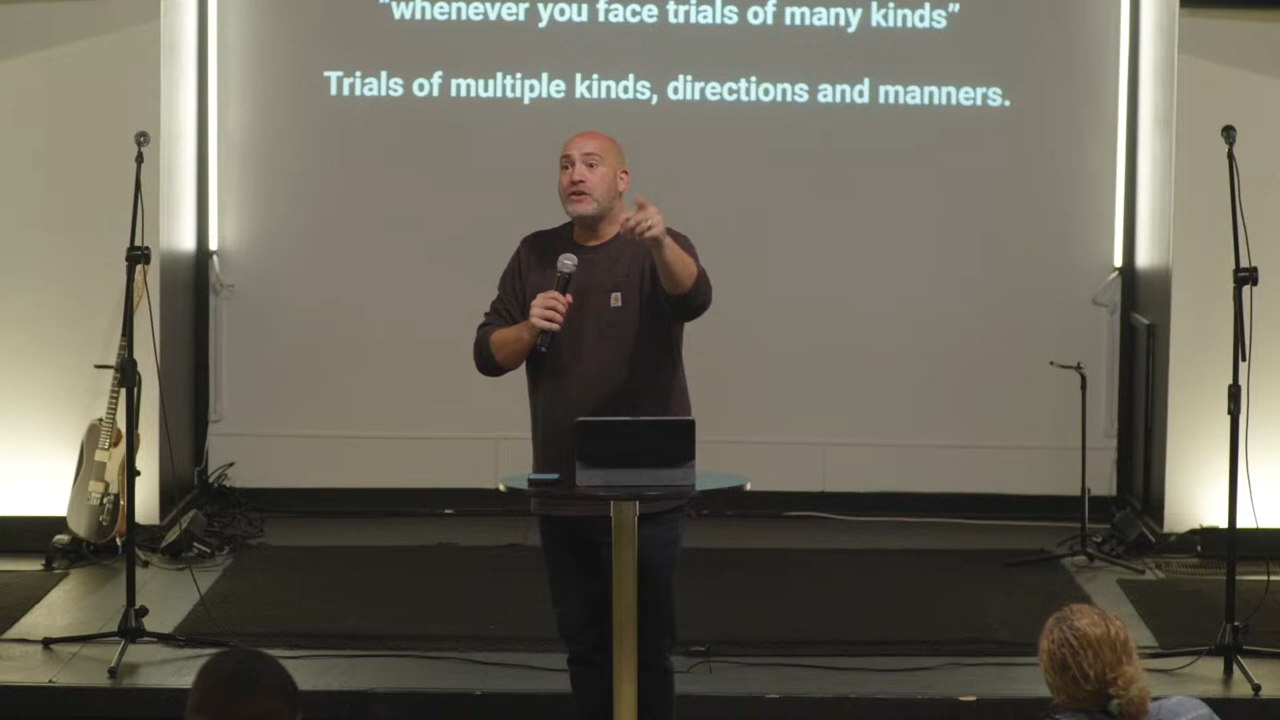 “whenever you face trials of many kinds”
Trials of multiple kinds, directions and manners.